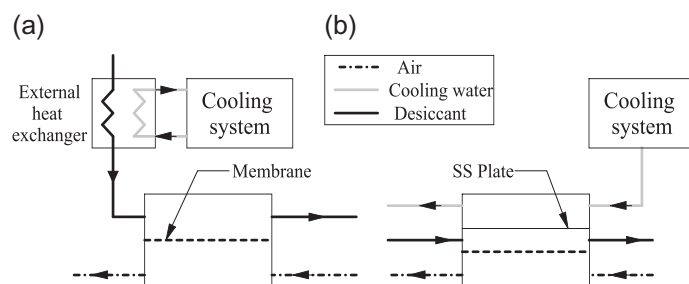 (a)
External
heat
exchanger
Cooling
system
Membrane
(b)
Air
Cooling water
Desiccant
Cooling
system
SS Plate